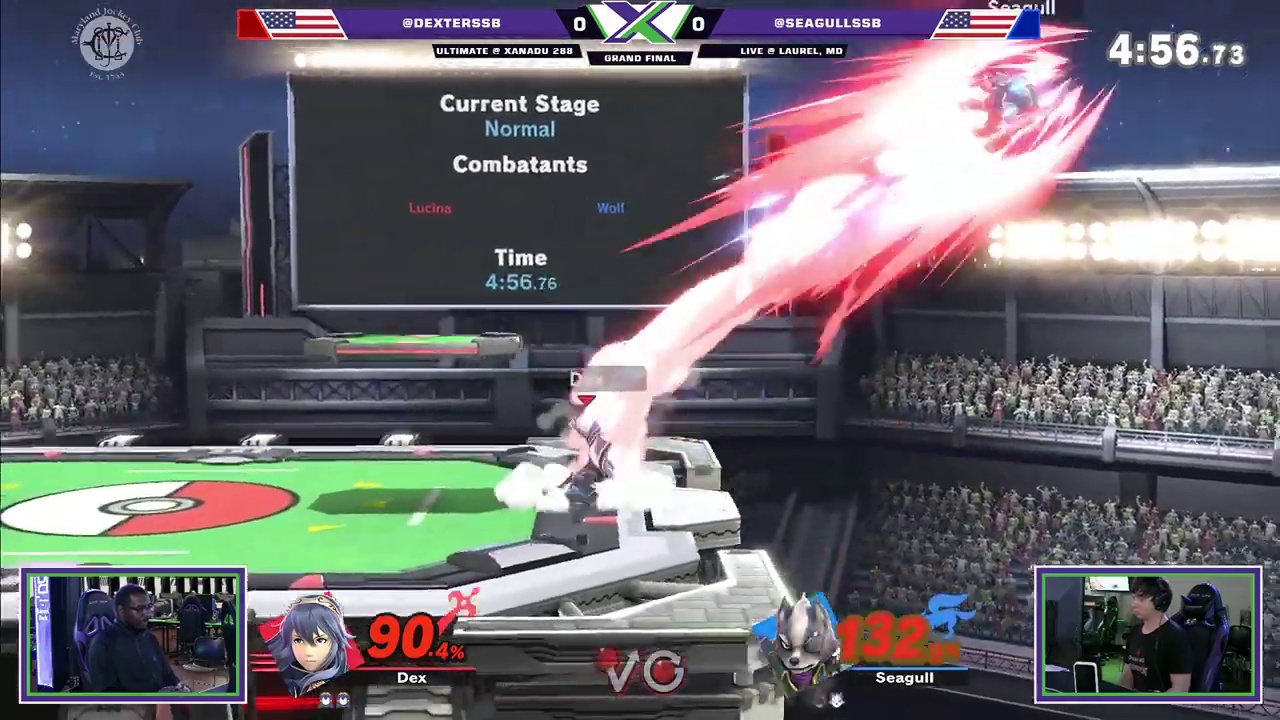 @DEXTERSSB
0
0
@SEAGULLSSB
Seagull
ULTIMATE @ XANADU 288
GRAND FINAL
LIVE @ LAUREL, MD
4:56.73
Maryland Jockey Club
Est. 1743
Current Stage
Normal
Combatants
Lucina
Wolf
Time
4:56.76
90.4%
Dex
VG
132
Seagull